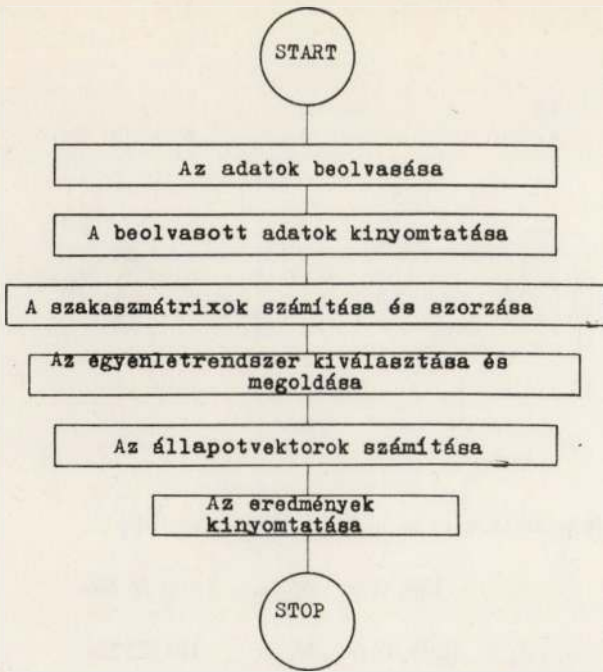 START
Az adatok beolvasása
A beolvasott adatok kinyomtatása
A szakaszmátrixok számítása és szorzása
Az egyenletrendszer kiválasztása és
megoldása
Az állapotvektorok számítása
Az eredmények
kinyomtatása
STOP